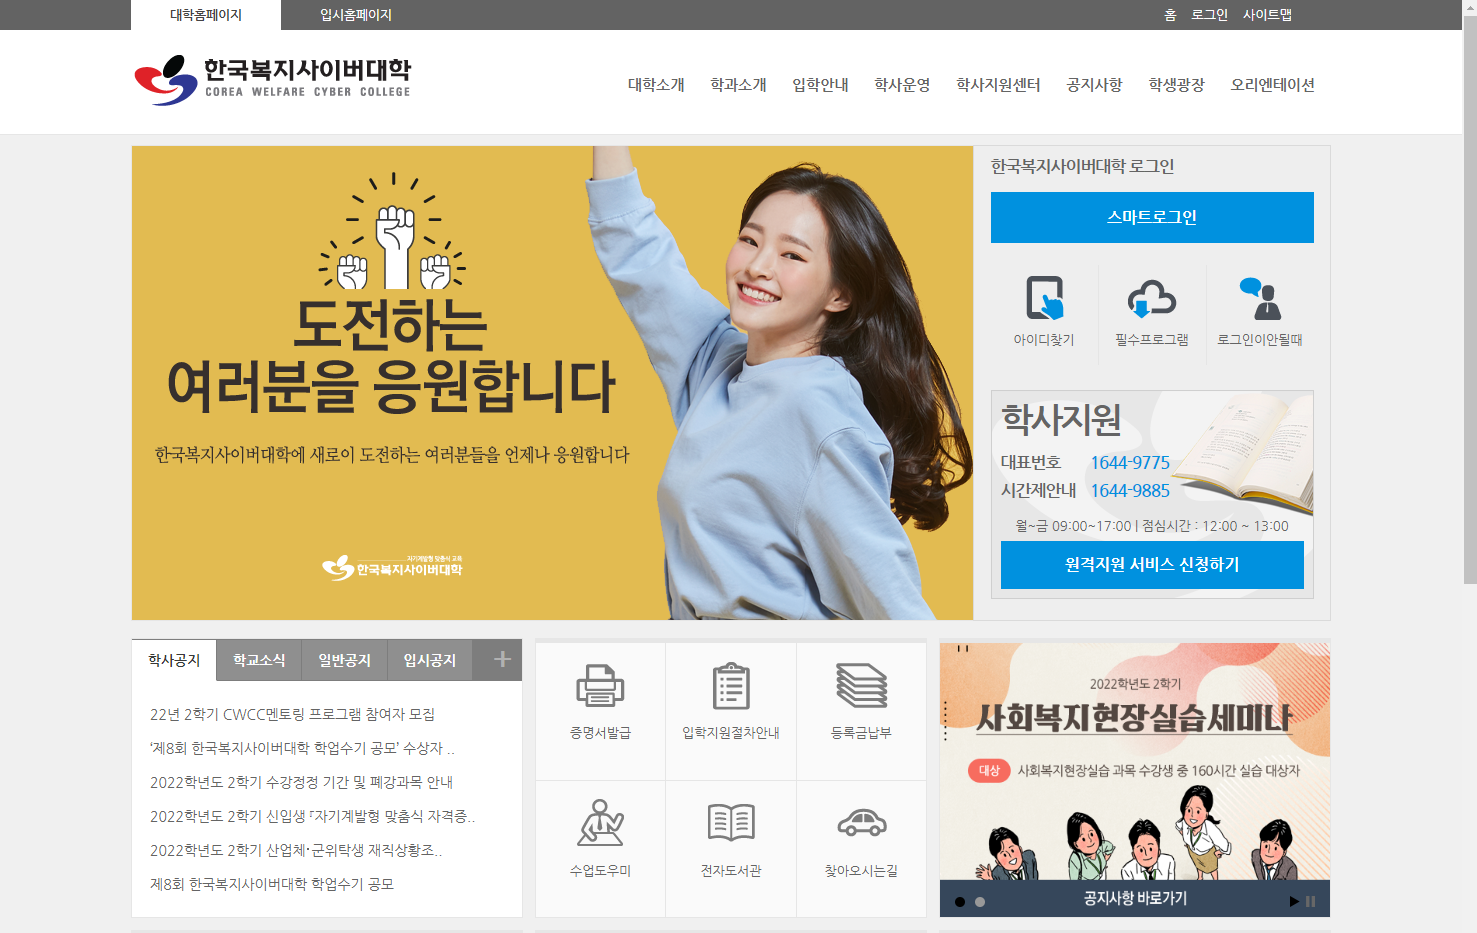 대학홈페이지
입시홈페이지
홈 로그인 사이트맵
한국복지사이버대학
COREA WELFARE CYBER COLLEGE
대학소개 학과소개 입학안내 학사운영 학사지원센터 공지사항 학생광장 오리엔테이션
도전하는
여러분을 응원합니다
한국복지사이버대학에 새로이 도전하는 여러분들을 언제나 응원합니다
자기계발형 맞춤식 교육
한국복지사이버대학
한국복지사이버대학 로그인
스마트로그인
아이디찾기
필수프로그램
로그인이안될때
학사지원
대표번호 1644-9775
시간제안내 1644-9885
월~금 09:00~17:00 | 점심시간 : 12:00 ~ 13:00
원격지원 서비스 신청하기
학사공지 학교소식 일반공지 입시공지
22년 2학기 CWCC멘토링 프로그램 참여자 모집
‘제8회 한국복지사이버대학 학업수기 공모’ 수상자 ..
2022학년도 2학기 수강정정 기간 및 폐강과목 안내
2022학년도 2학기 신입생 『자기계발형 맞춤식 자격증..
2022학년도 2학기 산업체·군위탁생 재직상황조..
제8회 한국복지사이버대학 학업수기 공모
증명서발급
입학지원절차안내
등록금납부
수업도우미
전자도서관
찾아오시는길
2022학년도 2학기
사회복지현장실습세미나
대상 사회복지현장실습 과목 수강생 중 160시간 실습 대상자
공지사항 바로가기